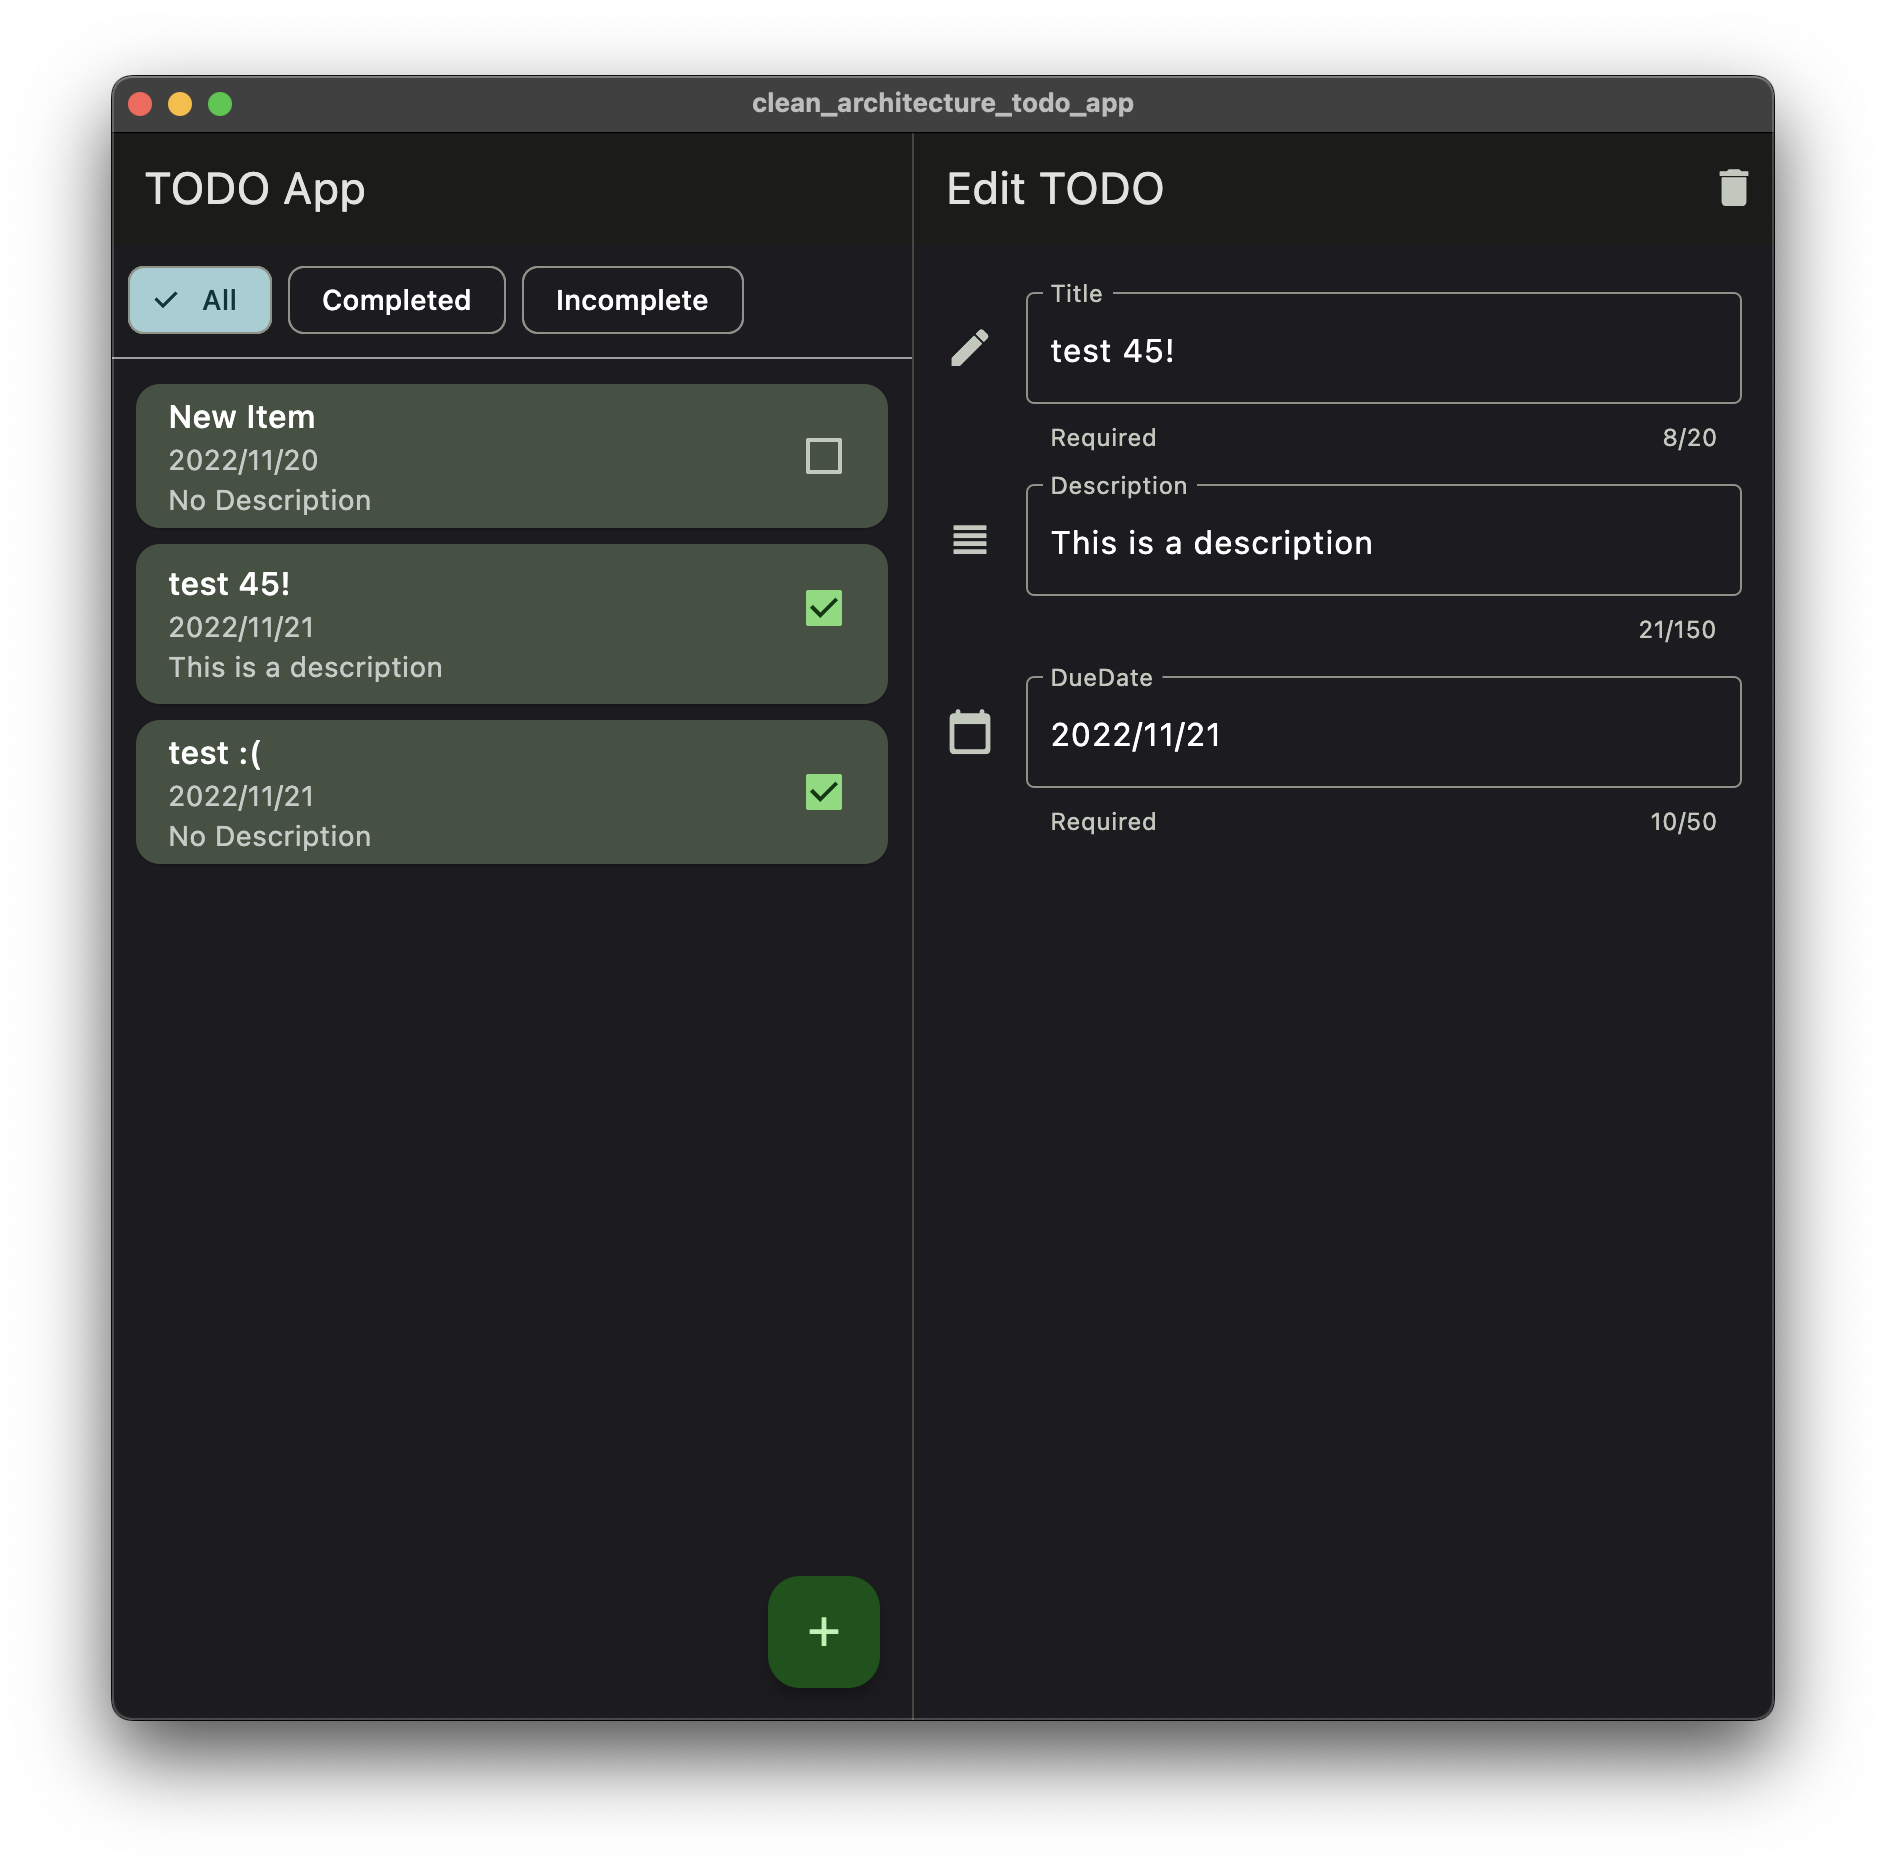 clean_architecture_todo_app
TODO App
All
Completed
Incomplete
New Item
2022/11/20
No Description
test 45!
2022/11/21
This is a description
test :(
2022/11/21
No Description
+
Edit TODO
Title
test 45!
Required
8/20
Description
This is a description
21/150
DueDate
2022/11/21
Required
10/50